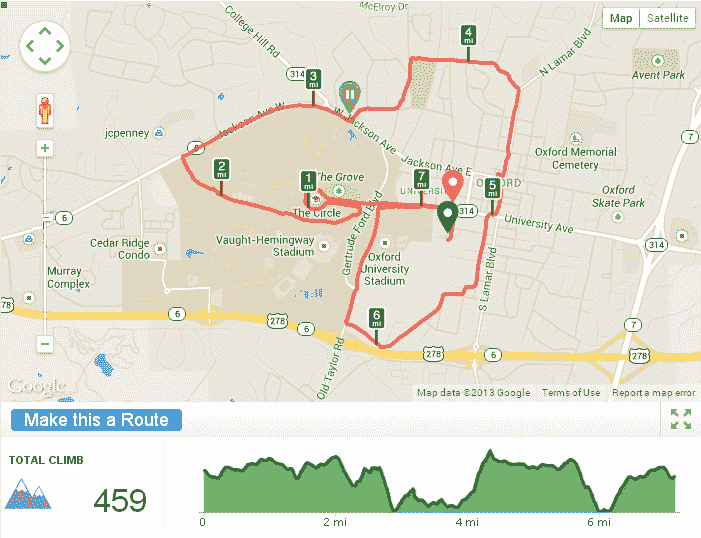 McElroy Dr
College Hill Rd
4
mi
N Lamar Blvd
Map
Satellite
Avent Park
314
3
mi
jcpenney
Jackson Ave W
W Jackson Ave
Jackson Ave E
6
7
Oxford Memorial
Cemetery
2
mi
1
mi
The Grove
7
mi
UNIVERSI
OXFORD
5
mi
Oxford
Skate Park
The Circle
314
University Ave
6
Cedar Ridge
Condo
Vaught-Hemingway
Stadium
Gertrude Ford Blvd
Oxford
University
Stadium
314
Murray
Complex
S Lamar Blvd
78
6
278
6
6
mi
7
278
6
278
Old Taylor Rd
Google
Map data ©2013 Google
Terms of Use
Report a map error
Make this a Route
TOTAL CLIMB
459
0
2 mi
4 mi
6 mi